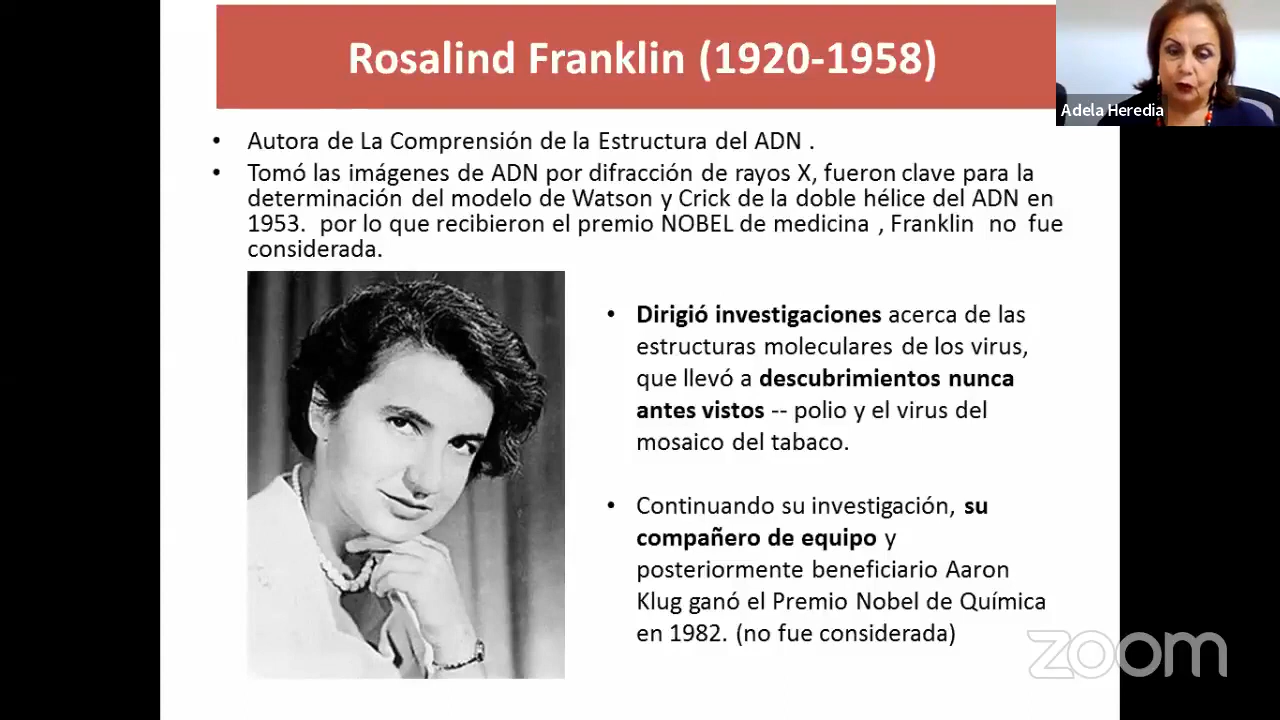 Rosalind Franklin (1920-1958)
Adela Heredia
• Autora de La Comprensión de la Estructura del ADN .
• Tomó las imágenes de ADN por difracción de rayos X, fueron clave para la
determinación del modelo de Watson y Crick de la doble hélice del ADN en
1953.  por lo que recibieron el premio NOBEL de medicina , Franklin  no  fue
considerada.
• Dirigió investigaciones acerca de las
estructuras moleculares de los virus,
que llevó a descubrimientos nunca
antes vistos -- polio y el virus del
mosaico del tabaco.
• Continuando su investigación, su
compañero de equipo y
posteriormente beneficiario Aaron
Klug ganó el Premio Nobel de Química
en 1982. (no fue considerada)
zoom